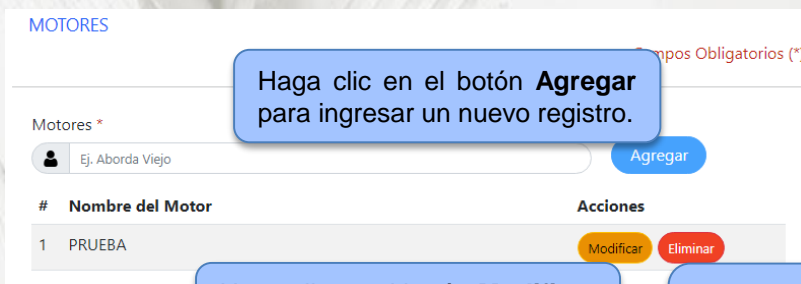 MOTORES
Campos Obligatorios (*)
Haga clic en el botón Agregar
para ingresar un nuevo registro.
Motores *
Ej. Aborda Viejo
Agregar
# Nombre del Motor Acciones
1 PRUEBA Modificar Eliminar